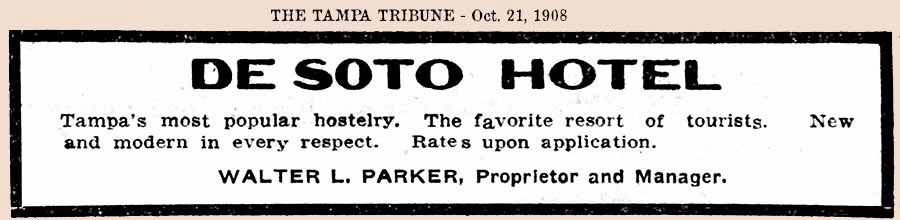 THE TAMPA TRIBUNE - Oct. 21, 1908
DE SOTO HOTEL
Tampa's most popular hostelry. The favorite resort of tourists. New
and modern in every respect. Rates upon application.
WALTER L. PARKER, Proprietor and Manager.